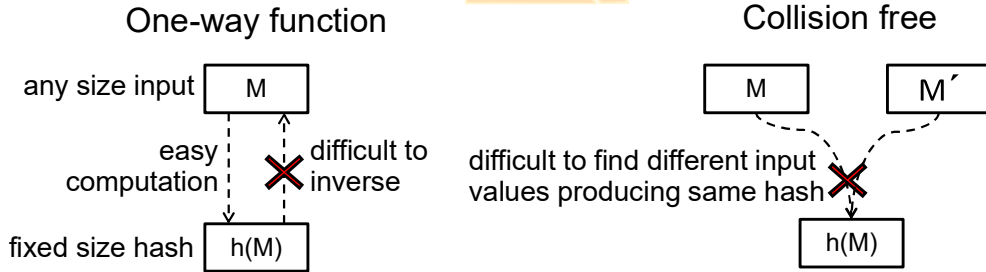 One-way function
any size input
M
easy
computation
difficult to
inverse
fixed size hash
h(M)
Collision free
M
M´
difficult to find different input
values producing same hash
h(M)